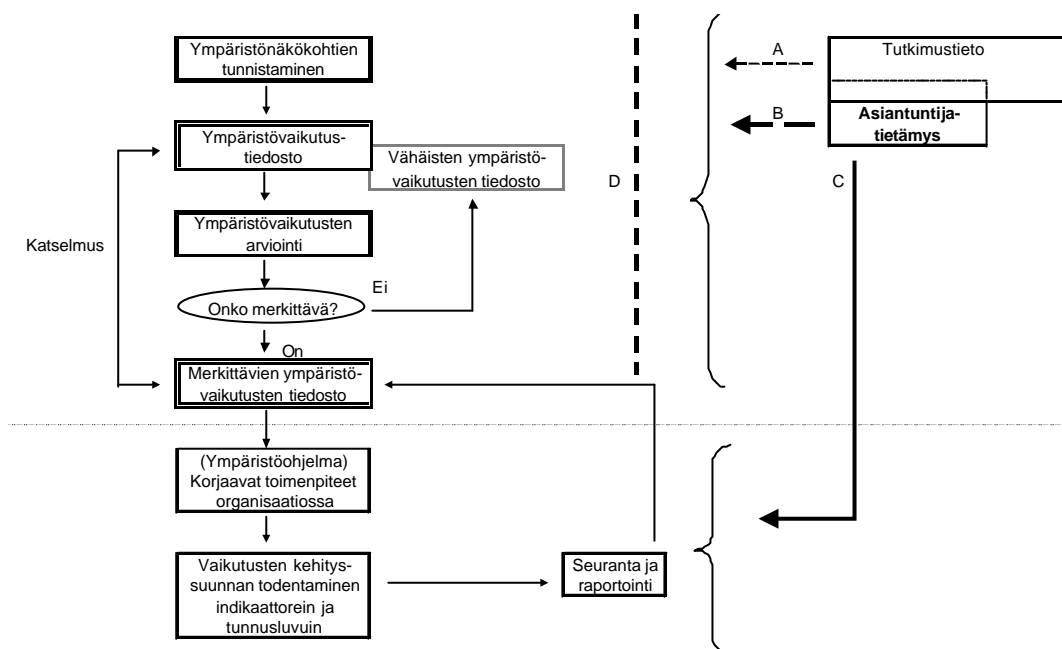 Ympäristönäkökohtien
tunnistaminen
Ympäristövaikutus-
tiedosto
Vähäisten ympäristö-
vaikutusten tiedosto
Ympäristövaikutusten
arviointi
Katselmus
Ei
Onko merkittävä?
On
Merkittävien ympäristö-
vaikutusten tiedosto
(Ympäristöohjelma)
Korjaavat toimenpiteet
organisaatiossa
Vaikutusten kehitys-
suunnan todentaminen
indikaattorein ja
tunnusluvuin
Seuranta ja
raportointi
D
A
B
C
Tutkimustieto
Asiantuntija-
tietämys